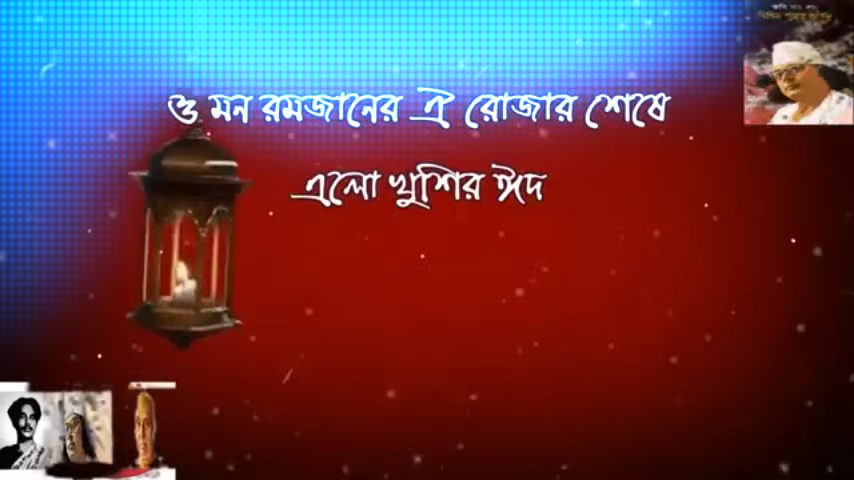 ও মন রমজানের ঐ রোজার শেষে
এলো খুশির ঈদ